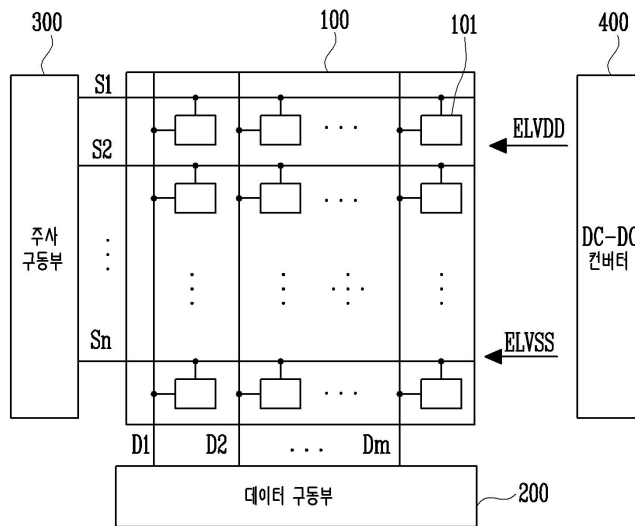 300
100
101
400
S1
ELVDD
S2
주사
구동부
DC-DC
컨버터
Sn
ELVSS
D1 D2 ... Dm
데이터 구동부
200